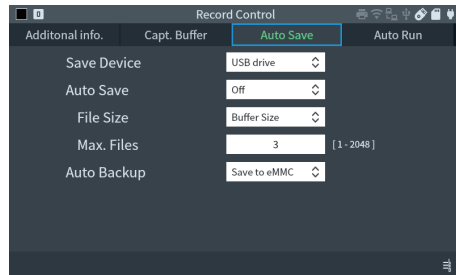 0 Record Control
Additonal info. Capt. Buffer Auto Save Auto Run
Save Device USB drive
Auto Save Off
File Size Buffer Size
Max. Files 3 [ 1 - 2048 ]
Auto Backup Save to eMMC